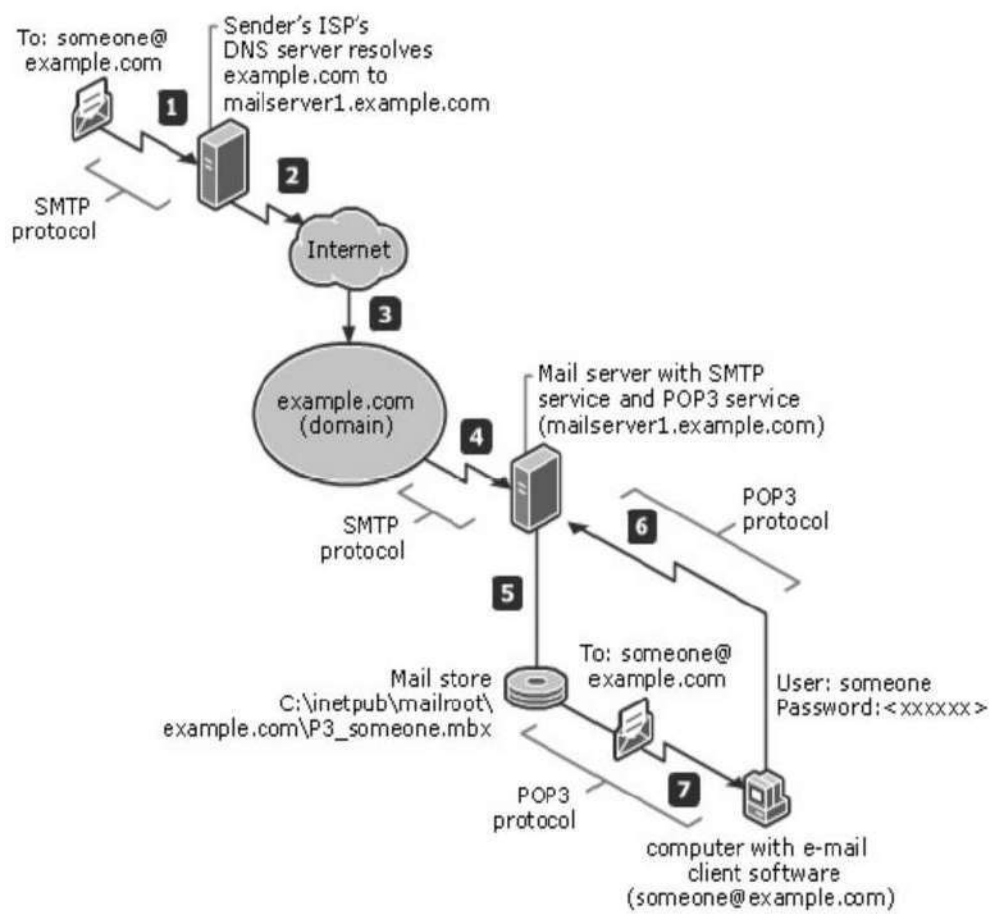 To: someone@
example.com
1
Sender's ISP's
DNS server resolves
example.com to
mailserver1.example.com
SMTP
protocol
2
Internet
3
example.com
(domain)
Mail server with SMTP
service and POP3 service
(mailserver1.example.com)
4
SMTP
protocol
POP3
protocol
6
5
To: someone@
example.com
Mail store
C:\inetpub\mailroot\
example.com\P3_someone.mbx
User: someone
Password:<xxxxxx>
7
POP3
protocol
computer with e-mail
client software
(someone@example.com)